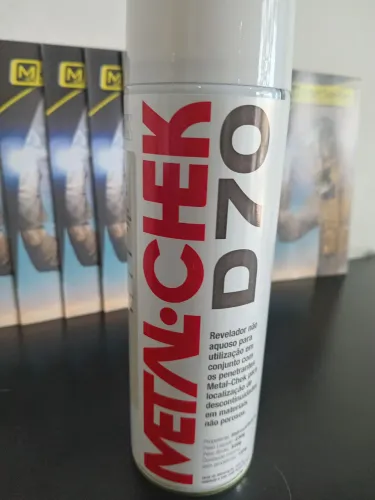 METAL·CHEK
D70
Revelador não
aquoso para
utilização em
conjunto com
os penetrantes
Metal-Chek para
localização de
descontinuidades
em materiais
não porosos.
M
M
M